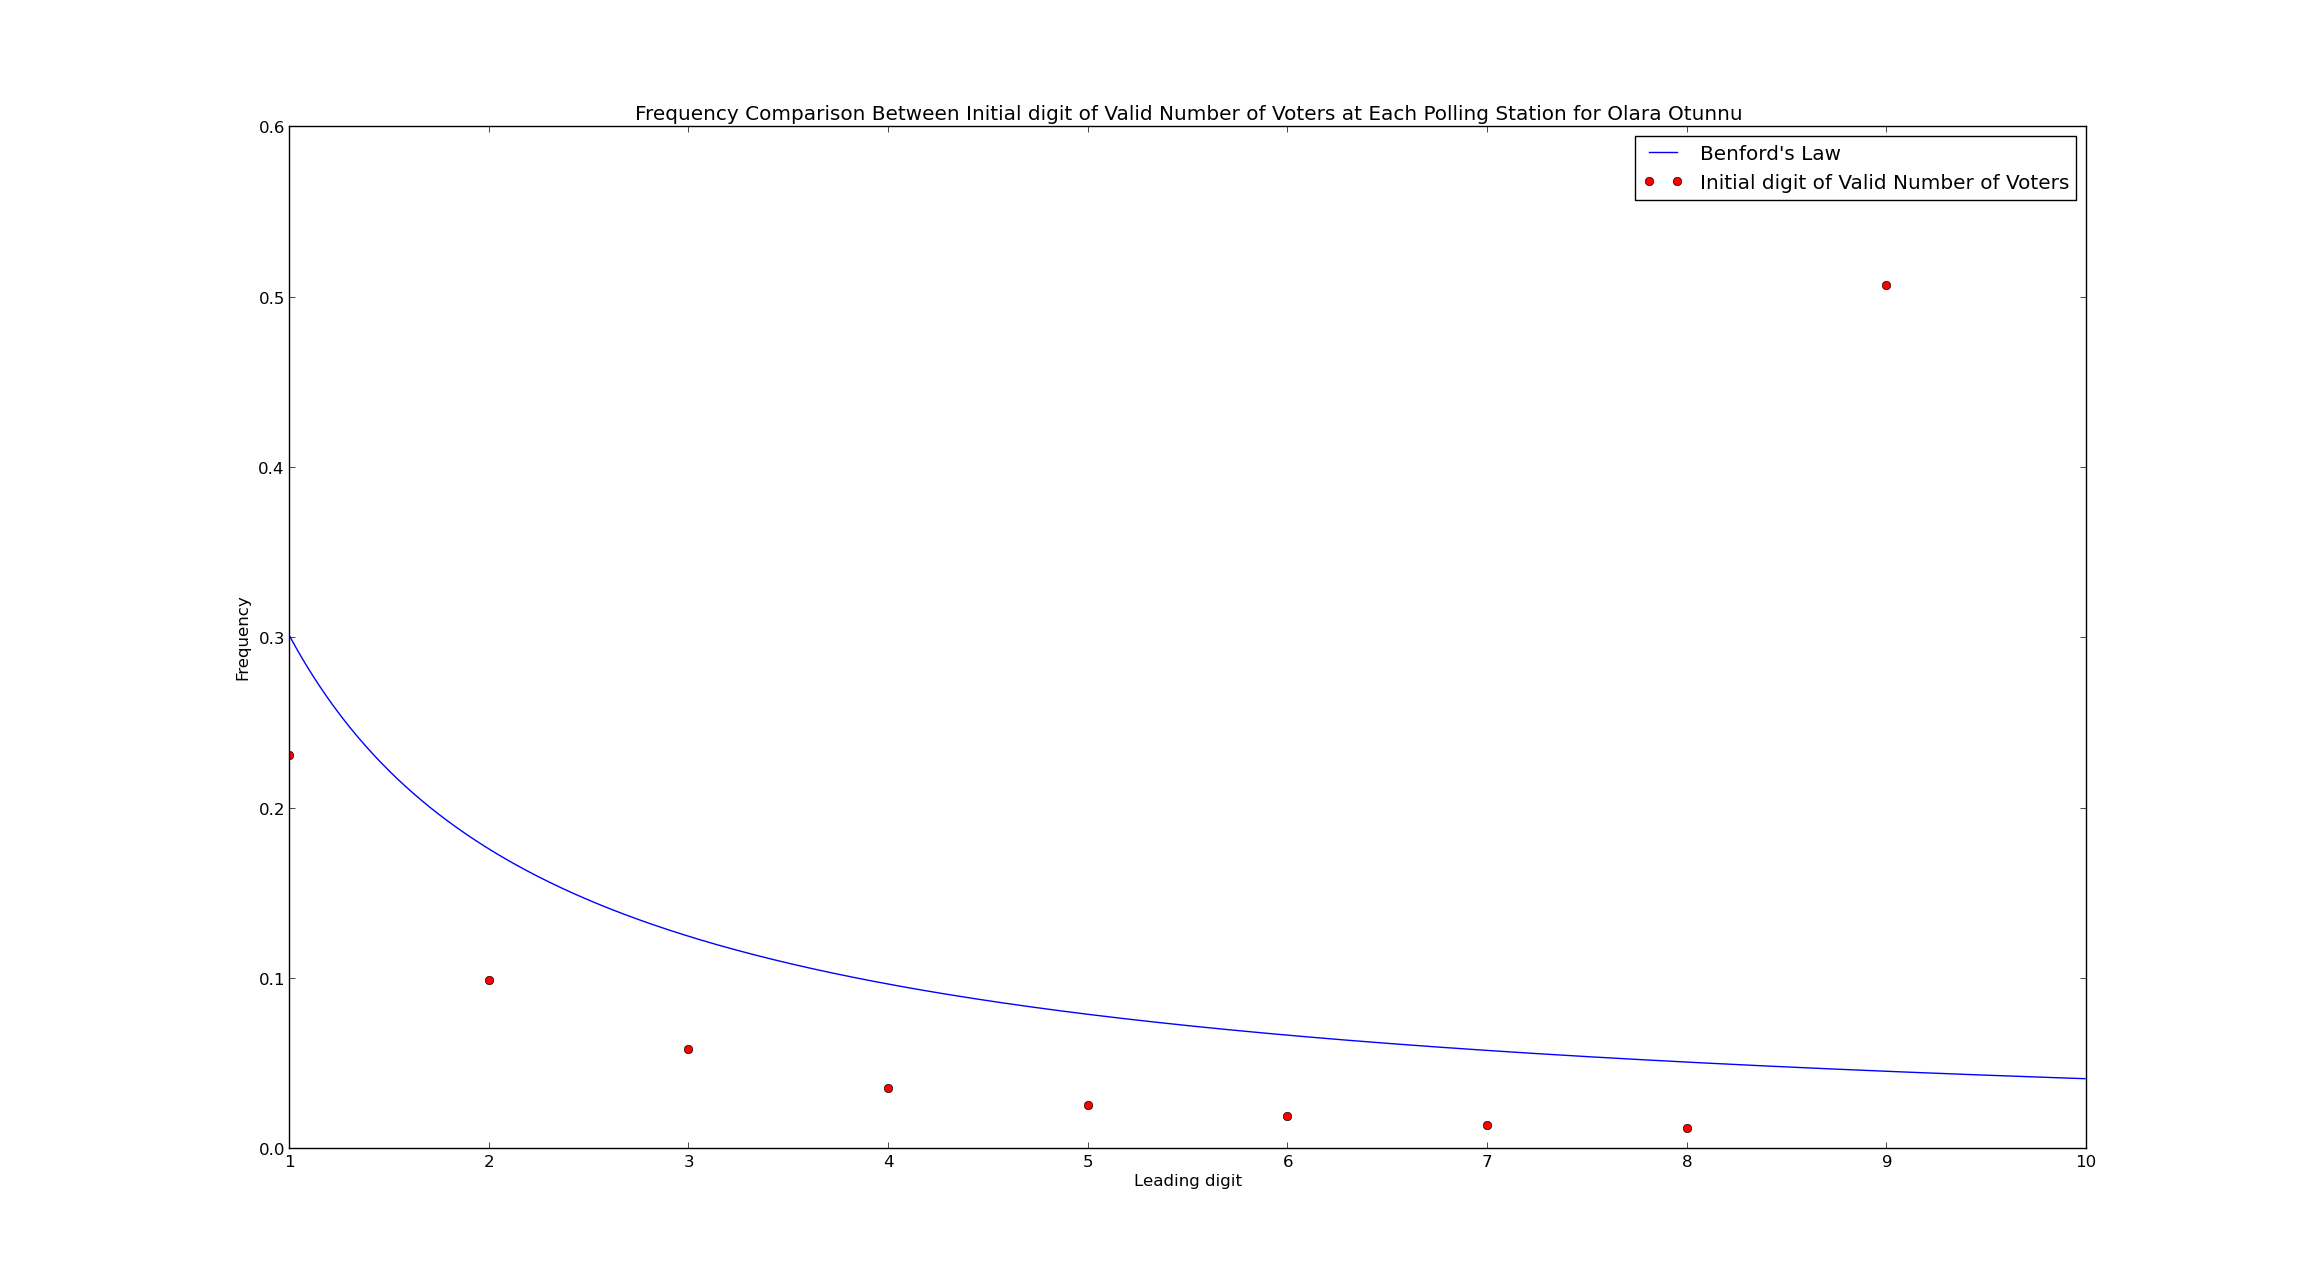 Frequency Comparison Between Initial digit of Valid Number of Voters at Each Polling Station for Olara Otunnu
Benford's Law
Initial digit of Valid Number of Voters
0.6
0.5
0.4
0.3
0.2
0.1
0.0
Frequency
1 2 3 4 5 6 7 8 9 10
Leading digit